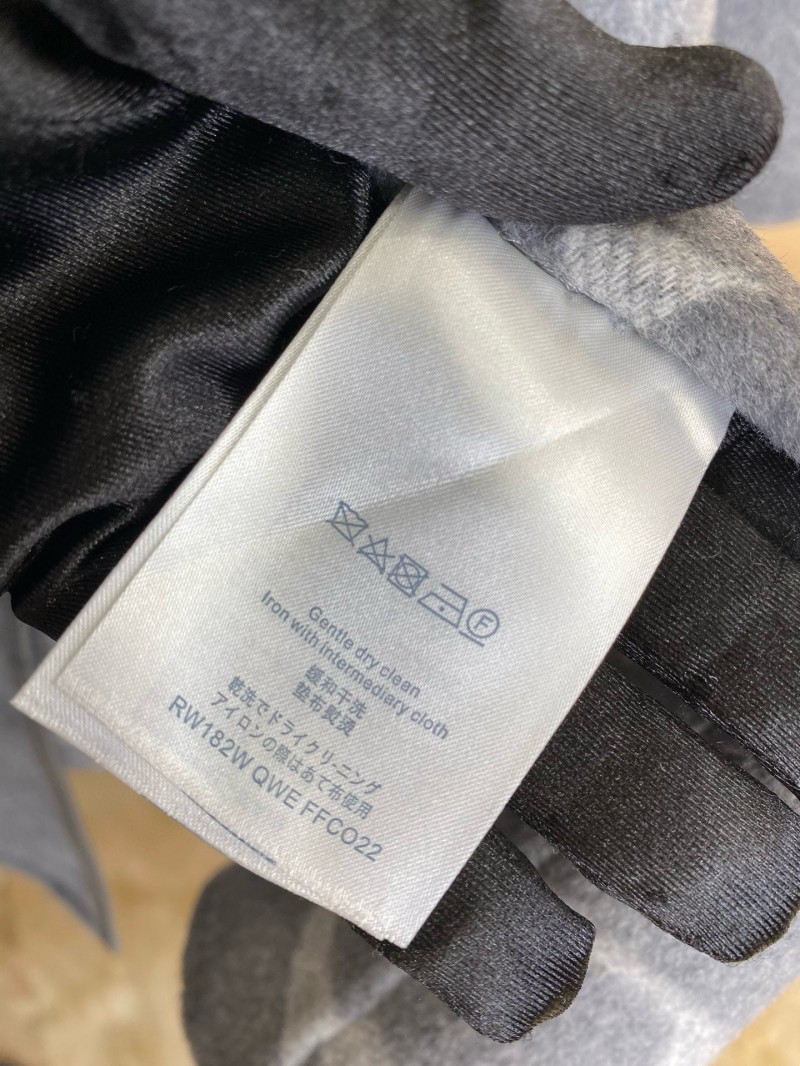 F
Gentle dry clean
Iron with intermediary cloth
缓和干洗
垫布熨烫
乾洗でドライクリーニング
アイロンの際はあて布使用
RW182W QWE FFCO22